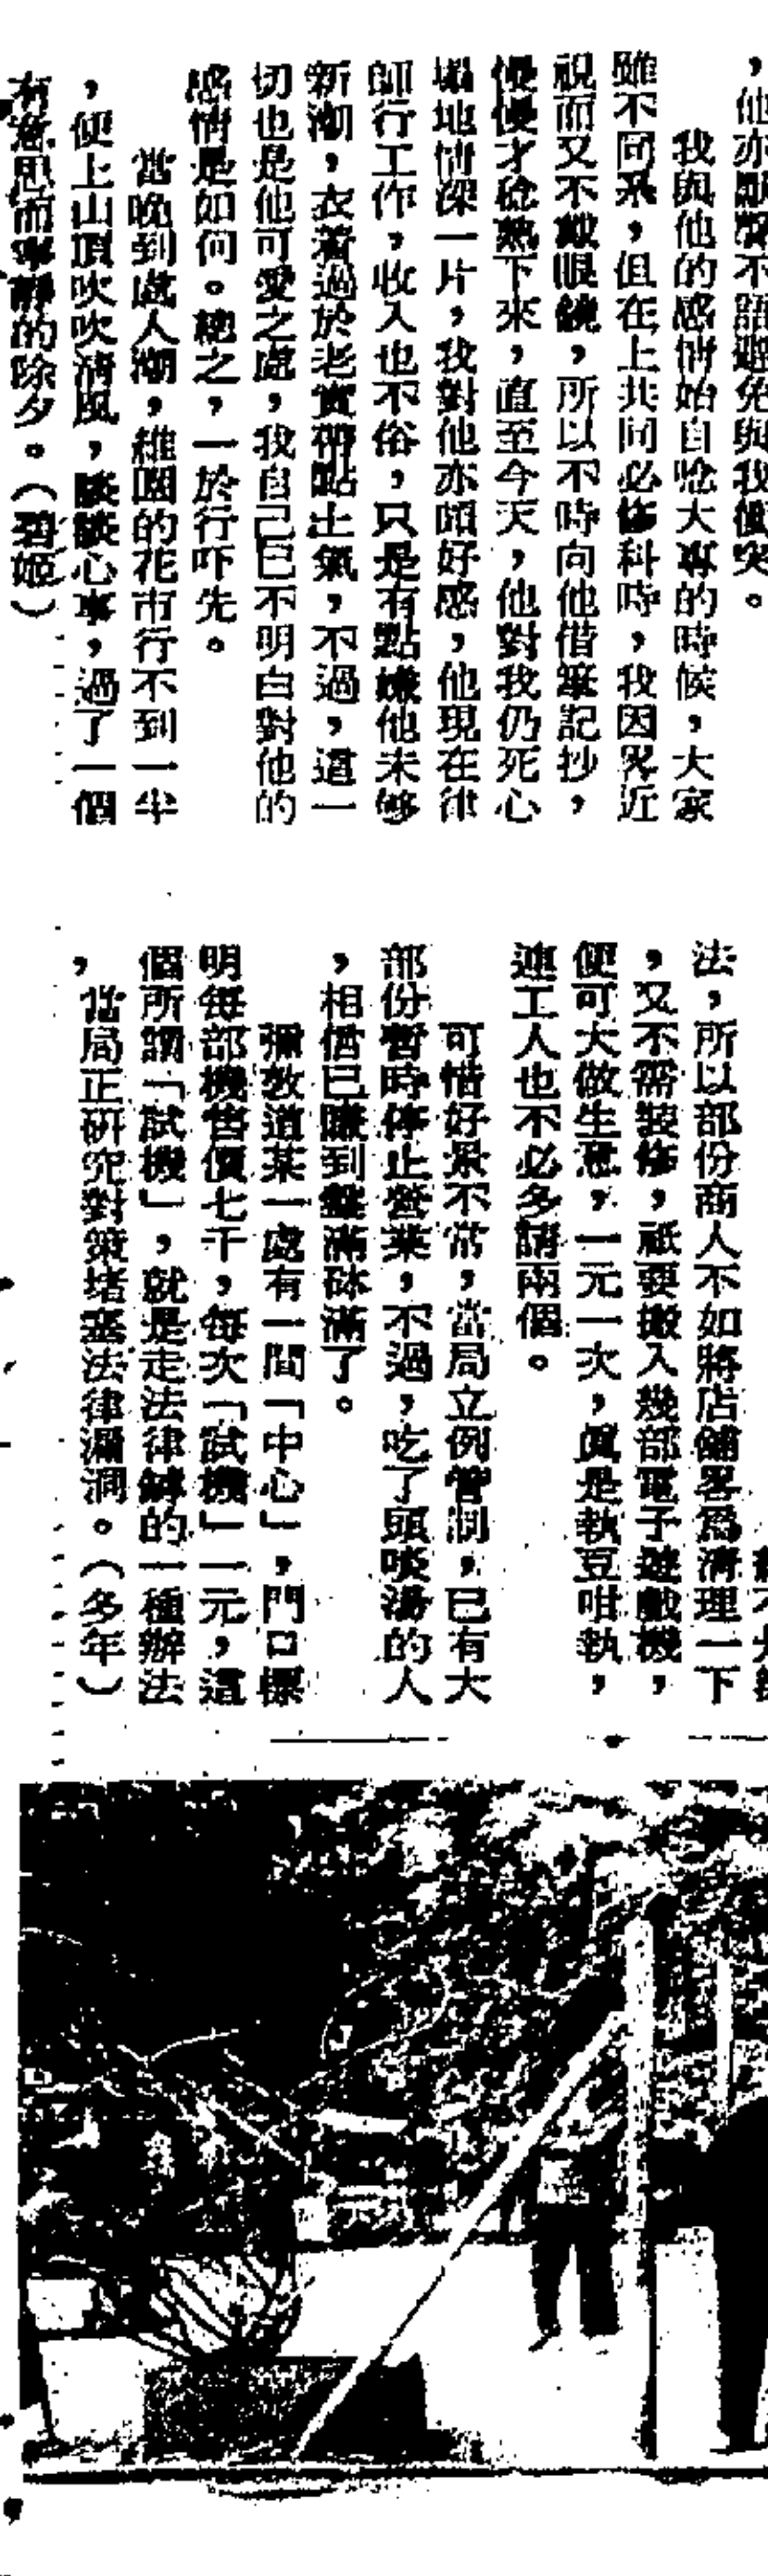 ，他亦默默不語避免與我衝突。
我與他的感情始自唸大專的時候，大家
雖不同系，但在上共同必修科時，我因畧近
視而又不戴眼鏡，所以不時向他借筆記抄，
慢慢才稔熟下來，直至今天，他對我仍死心
塌地情深一片，我對他亦頗好感，他現在律
師行工作，收入也不俗，只是有點嫌他未够
新潮，衣着過於老實帶點土氣，不過，這一
切也是他可愛之處，我自己巳不明白對他的
感情是如何。總之，一於行吓先。
當晚到處人潮，維園的花市行不到一半
，便上山頂吹吹清風，談談心事，過了一個
有意思而寧靜的除夕。（碧姬）
法，所以部份商人不如將店舖畧爲清理一下
，又不需裝修，祇要搬入幾部電子遊戲機，
便可大做生意，一元一次，眞是執豆咁執，
連工人也不必多請兩個。
可惜好景不常，當局立例管制，已有大
部份暫時停止營業，不過，吃了頭啖湯的人
，相信已賺到盤滿砵滿了。
彌敦道某一處有一間「中心」，門口標
明每部機售價七千，每次「試機」一元，這
個所謂「試機」，就是走法律罅的一種辦法
，當局正研究對策堵塞法律漏洞。（多年）